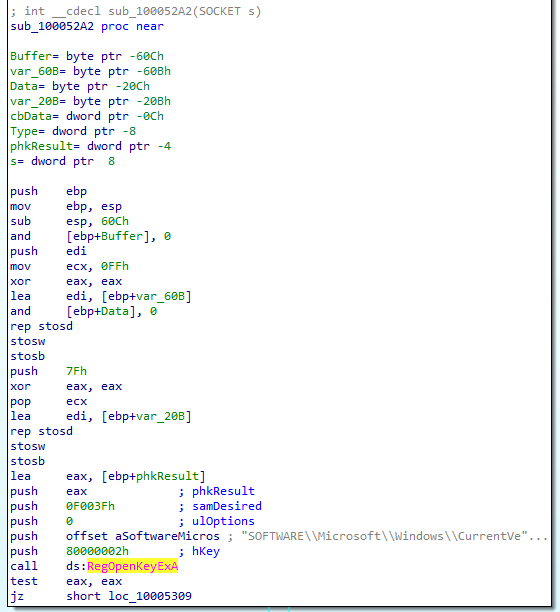 ; int __cdecl sub_100052A2(SOCKET s)
sub_100052A2 proc near
Buffer= byte ptr -60Ch
var_60B= byte ptr -60Bh
Data= byte ptr -20Ch
var_20B= byte ptr -20Bh
cbData= dword ptr -0Ch
Type= dword ptr -8
phkResult= dword ptr -4
s= dword ptr  8
push    ebp
mov     ebp, esp
sub     esp, 60Ch
and     [ebp+Buffer], 0
push    edi
mov     ecx, 0FFh
xor     eax, eax
lea     edi, [ebp+var_60B]
and     [ebp+Data], 0
rep stosd
stosw
stosb
push    7Fh
xor     eax, eax
pop     ecx
lea     edi, [ebp+var_20B]
rep stosd
stosw
stosb
lea     eax, [ebp+phkResult]
push    eax             ; phkResult
push    0F003Fh         ; samDesired
push    0               ; ulOptions
push    offset aSoftwareMicros ; "SOFTWARE\\Microsoft\\Windows\\CurrentVe"...
push    80000002h       ; hKey
call    ds:RegOpenKeyExA
test    eax, eax
jz      short loc_10005309